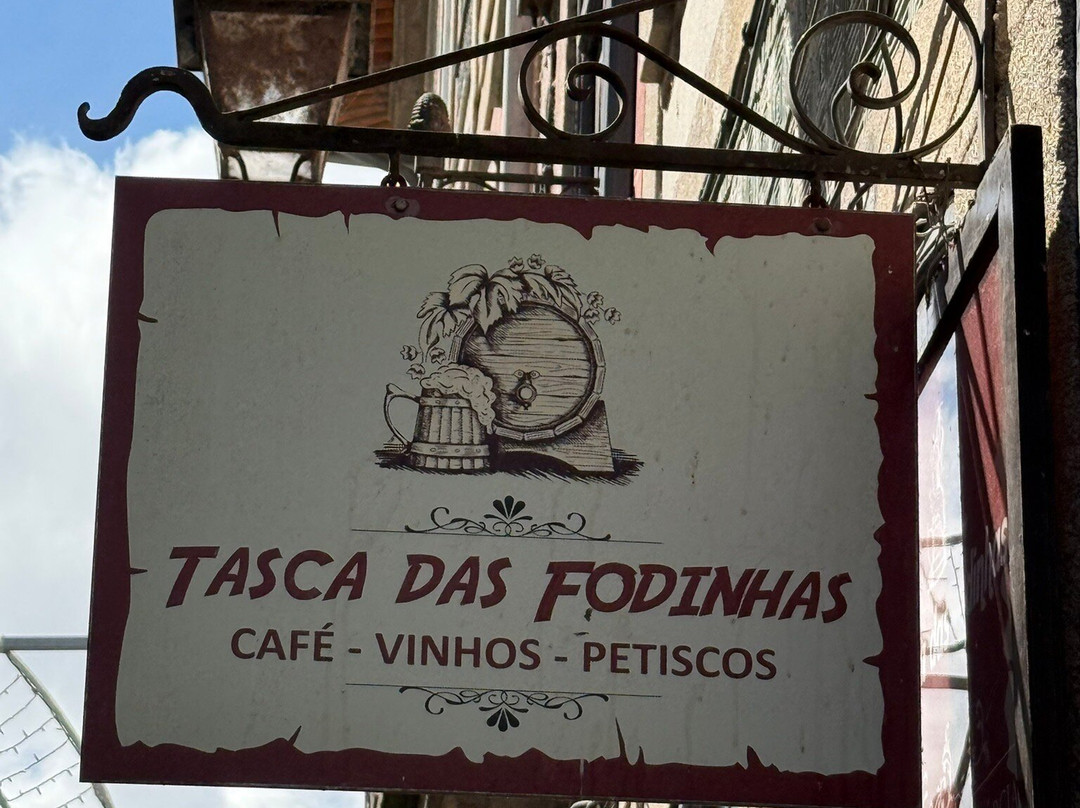 TASCA DAS FODINHAS
CAFÉ - VINHOS - PETISCOS